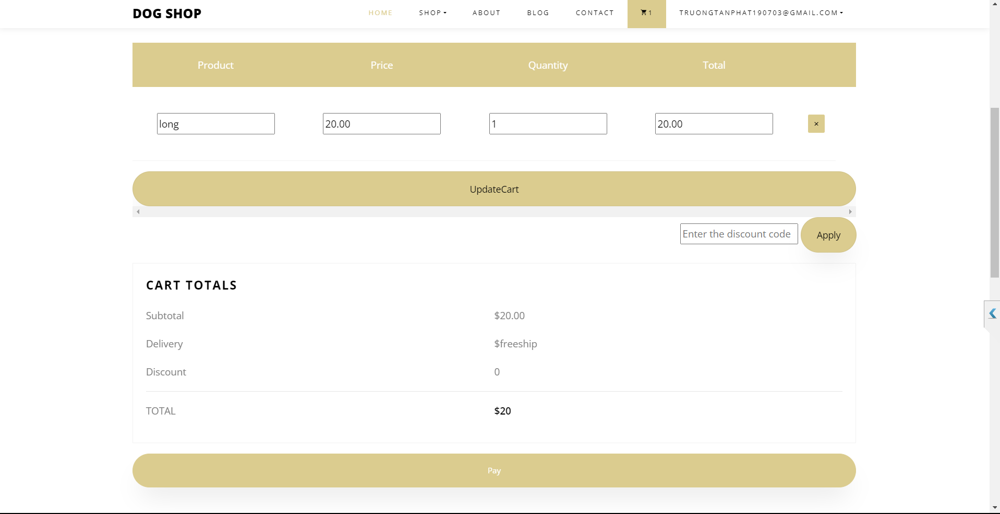 DOG SHOP HOME SHOP ABOUT BLOG CONTACT 1 TRUONGTANPHAT190703@GMAIL.COM
Product Price Quantity Total
long 20.00 1 20.00 ×
UpdateCart
Enter the discount code Apply
CART TOTALS
Subtotal $20.00
Delivery $freeship
Discount 0
TOTAL $20
Pay